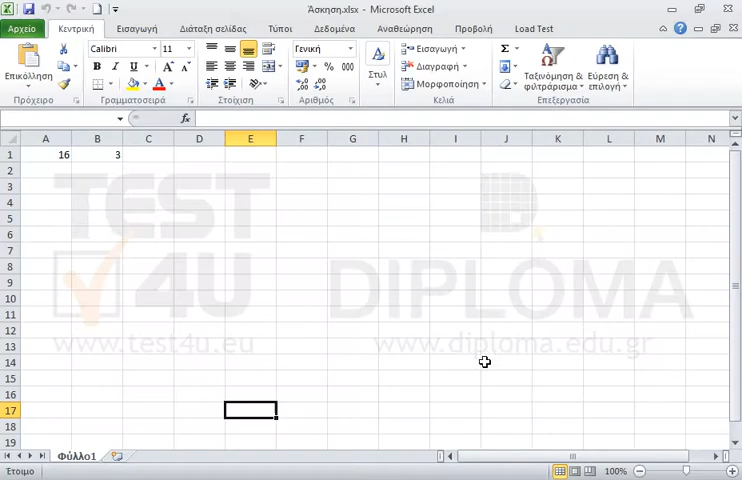 Άσκηση.xlsx - Microsoft Excel
Αρχείο Κεντρική Εισαγωγή Διάταξη σελίδας Τύποι Δεδομένα Αναθεώρηση Προβολή Load Test
Επικόλληση
Πρόχειρο
Calibri 11
B I U
Γραμματοσειρά
Στοίχιση
Γενική
% 000
Αριθμός
Στυλ
Εισαγωγή
Διαγραφή
Μορφοποίηση
Κελιά
Σ
Ταξινόμηση & φιλτράρισμα
Εύρεση & επιλογή
Επεξεργασία
fx
A B C D E F G H I J K L M N
1 16 3
2
3
4
5
6
7
8
9
10
11
12
13
14
15
16
17
18
19
TEST
4U
DIPLOMA
www.test4u.eu www.diploma.edu.gr
Φύλλο1
Έτοιμο 100%